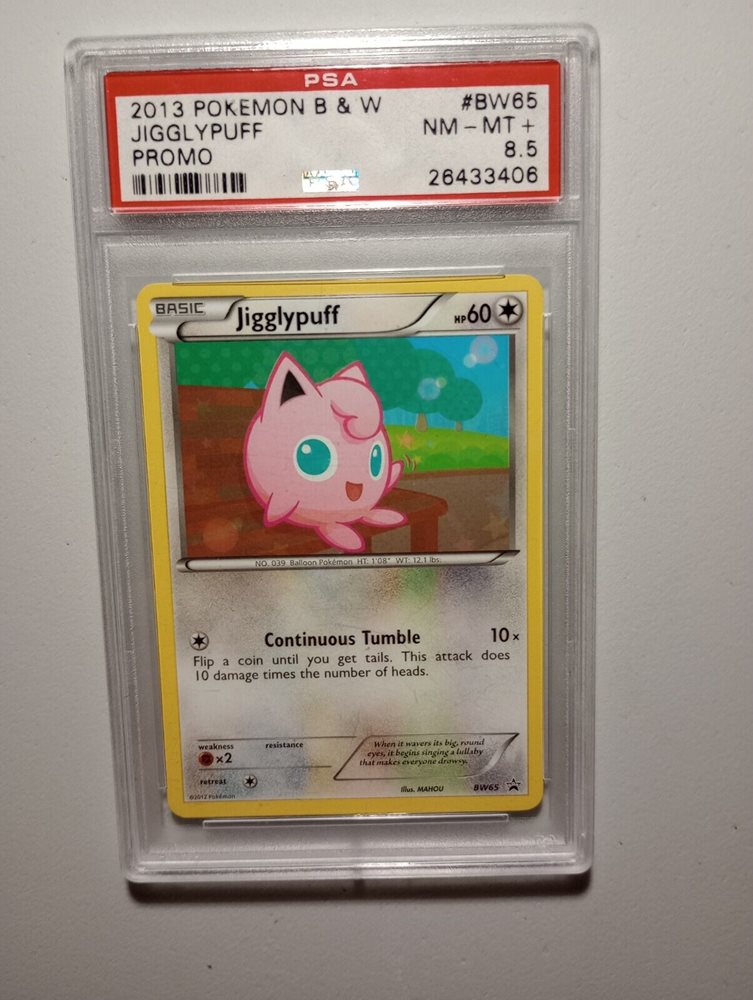 PSA
2013 POKEMON B & W #BW65
JIGGLYPUFF NM - MT +
PROMO 8.5
26433406
BASIC Jigglypuff HP60
NO. 039 Balloon Pokémon HT: 1'08" WT: 12.1 lbs.
Continuous Tumble 10×
Flip a coin until you get tails. This attack does
10 damage times the number of heads.
weakness resistance
×2
When it wavers its big, round
eyes, it begins singing a lullaby
that makes everyone drowsy.
retreat
Illus. MAHOU BW65
©2012 Pokémon